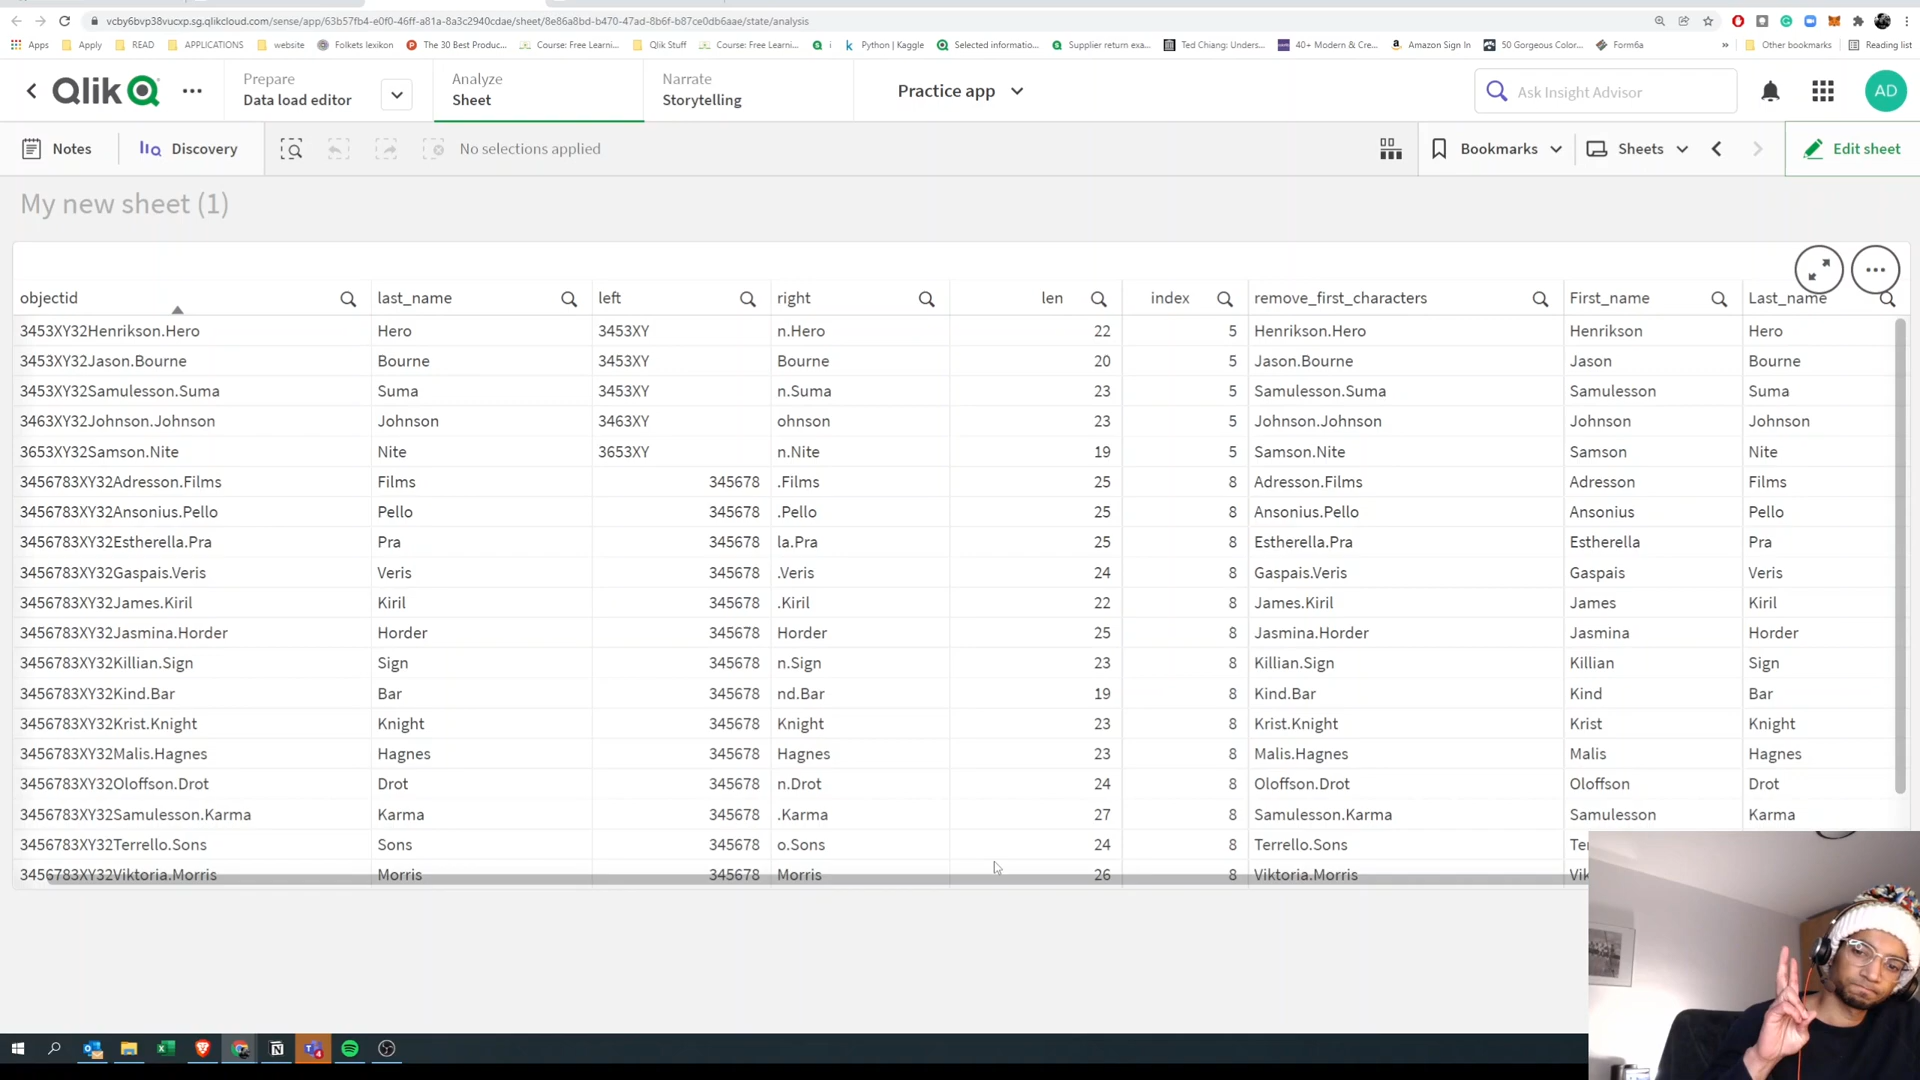 vcby6bvp38vucxp.sg.qlikcloud.com/sense/app/63b57fb4-e0f0-46ff-a81a-8a3c2940cdae/sheet/8e86a8bd-b470-47ad-8b6f-b87ce0db6aae/state/analysis
Apps Apply READ APPLICATIONS website Folkets lexikon The 30 Best Produc... Course: Free Learni... Qlik Stuff Course: Free Learni... i Python | Kaggle Selected informatio... Supplier return exa... Ted Chiang: Unders... 40+ Modern & Cre... Amazon Sign In 50 Gorgeous Color... Form6a » Other bookmarks Reading list
Qlik
Prepare
Data load editor
Analyze
Sheet
Narrate
Storytelling
Practice app
Ask Insight Advisor
AD
Notes Discovery No selections applied Bookmarks Sheets Edit sheet
My new sheet (1)
objectid last_name left right len index remove_first_characters First_name Last_name
3453XY32Henrikson.Hero Hero 3453XY n.Hero 22 5 Henrikson.Hero Henrikson Hero
3453XY32Jason.Bourne Bourne 3453XY Bourne 20 5 Jason.Bourne Jason Bourne
3453XY32Samulesson.Suma Suma 3453XY n.Suma 23 5 Samulesson.Suma Samulesson Suma
3463XY32Johnson.Johnson Johnson 3463XY ohnson 23 5 Johnson.Johnson Johnson Johnson
3653XY32Samson.Nite Nite 3653XY n.Nite 19 5 Samson.Nite Samson Nite
3456783XY32Adresson.Films Films 345678 .Films 25 8 Adresson.Films Adresson Films
3456783XY32Ansonius.Pello Pello 345678 .Pello 25 8 Ansonius.Pello Ansonius Pello
3456783XY32Estherella.Pra Pra 345678 la.Pra 25 8 Estherella.Pra Estherella Pra
3456783XY32Gaspais.Veris Veris 345678 .Veris 24 8 Gaspais.Veris Gaspais Veris
3456783XY32James.Kiril Kiril 345678 .Kiril 22 8 James.Kiril James Kiril
3456783XY32Jasmina.Horder Horder 345678 Horder 25 8 Jasmina.Horder Jasmina Horder
3456783XY32Killian.Sign Sign 345678 n.Sign 23 8 Killian.Sign Killian Sign
3456783XY32Kind.Bar Bar 345678 nd.Bar 19 8 Kind.Bar Kind Bar
3456783XY32Krist.Knight Knight 345678 Knight 23 8 Krist.Knight Krist Knight
3456783XY32Malis.Hagnes Hagnes 345678 Hagnes 23 8 Malis.Hagnes Malis Hagnes
3456783XY32Oloffson.Drot Drot 345678 n.Drot 24 8 Oloffson.Drot Oloffson Drot
3456783XY32Samulesson.Karma Karma 345678 .Karma 27 8 Samulesson.Karma Samulesson Karma
3456783XY32Terrello.Sons Sons 345678 o.Sons 24 8 Terrello.Sons Te
3456783XY32Viktoria.Morris Morris 345678 Morris 26 8 Viktoria.Morris Vik